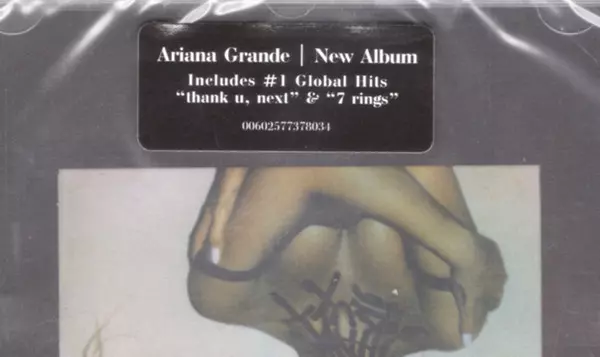 Ariana Grande | New Album
Includes #1 Global Hits
“thank u, next” & “7 rings”
00602577378034